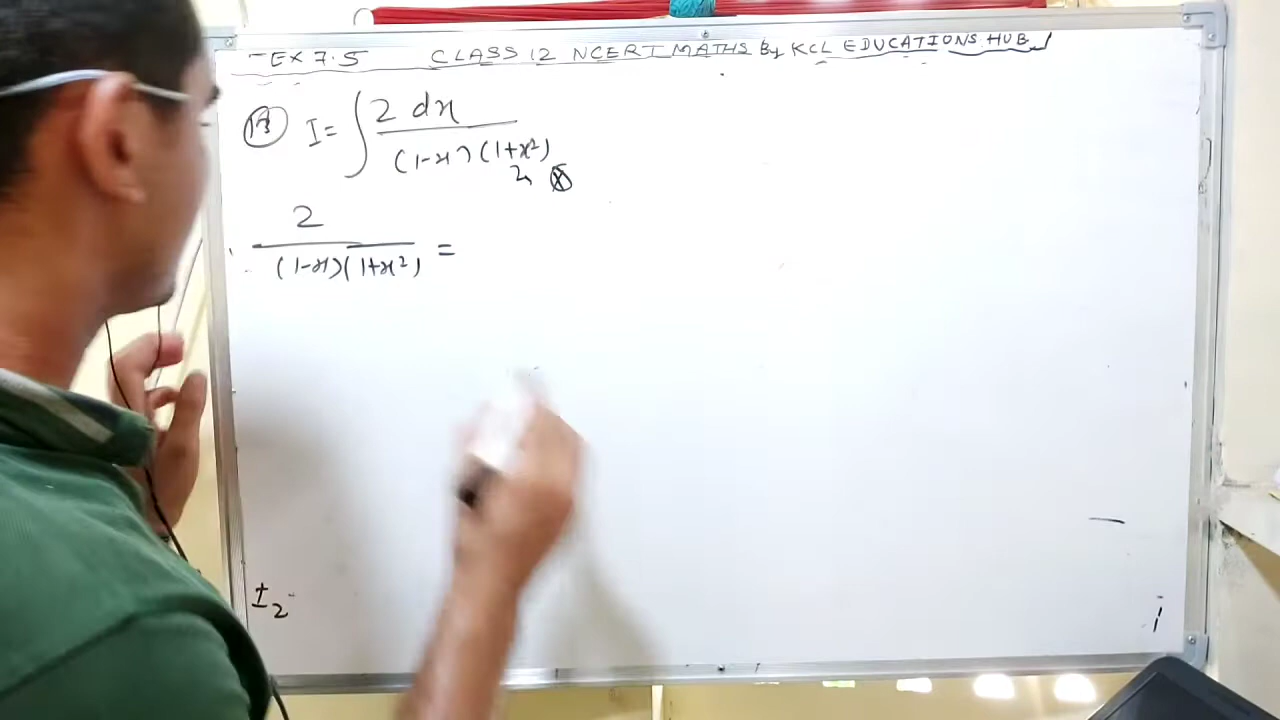 EX 7.5 CLASS 12 NCERT MATHS By KCL EDUCATIONS HUB
I = ∫ 2 dx
(1-x) (1+x²)
2
(1-x)(1+x²) =
I2